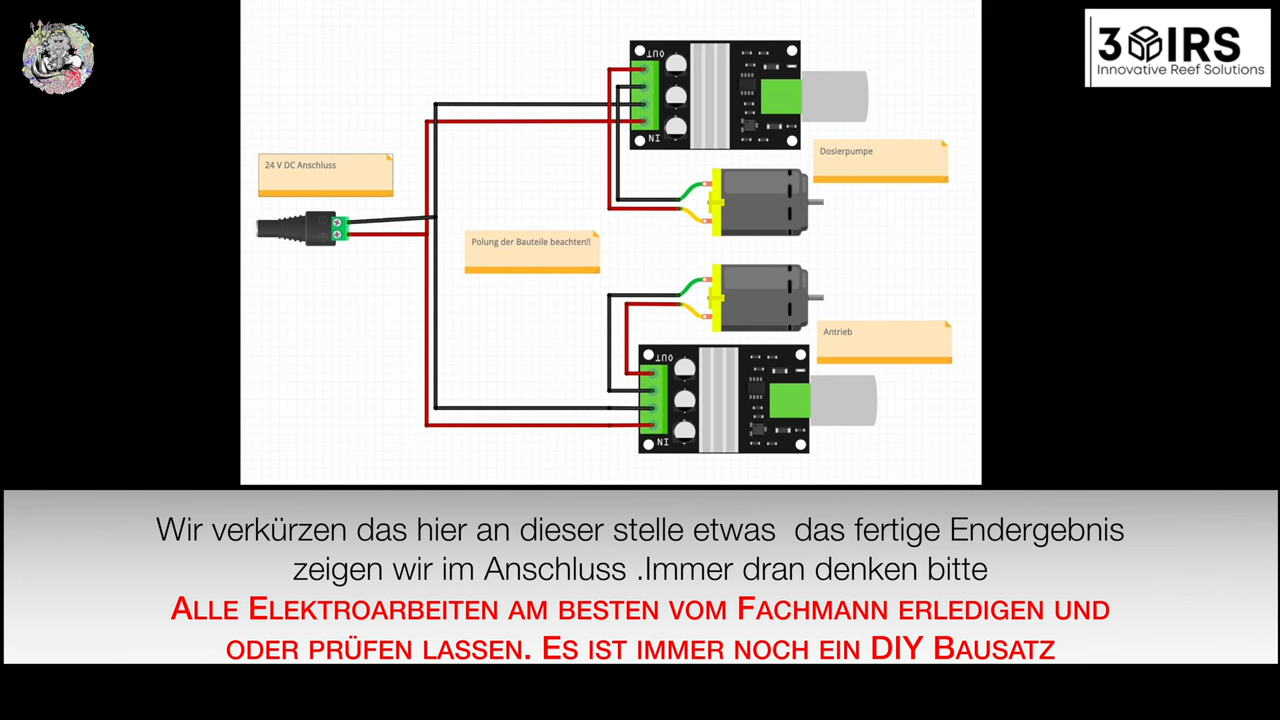 3DIRS
Innovative Reef Solutions
OUT
IN
Dosierpumpe
24 V DC Anschluss
Polung der Bauteile beachten!!
Antrieb
OUT
IN
Wir verkürzen das hier an dieser stelle etwas das fertige Endergebnis
zeigen wir im Anschluss .Immer dran denken bitte
ALLE ELEKTROARBEITEN AM BESTEN VOM FACHMANN ERLEDIGEN UND
ODER PRÜFEN LASSEN. ES IST IMMER NOCH EIN DIY BAUSATZ